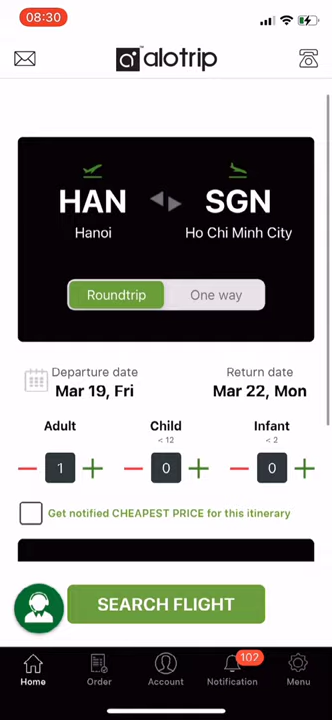 08:30
alotrip
HAN
SGN
Hanoi
Ho Chi Minh City
Roundtrip
One way
Departure date
Return date
Mar 19, Fri
Mar 22, Mon
Adult
Child
Infant
< 12
< 2
1
0
0
Get notified CHEAPEST PRICE for this itinerary
SEARCH FLIGHT
102
Home
Order
Account
Notification
Menu